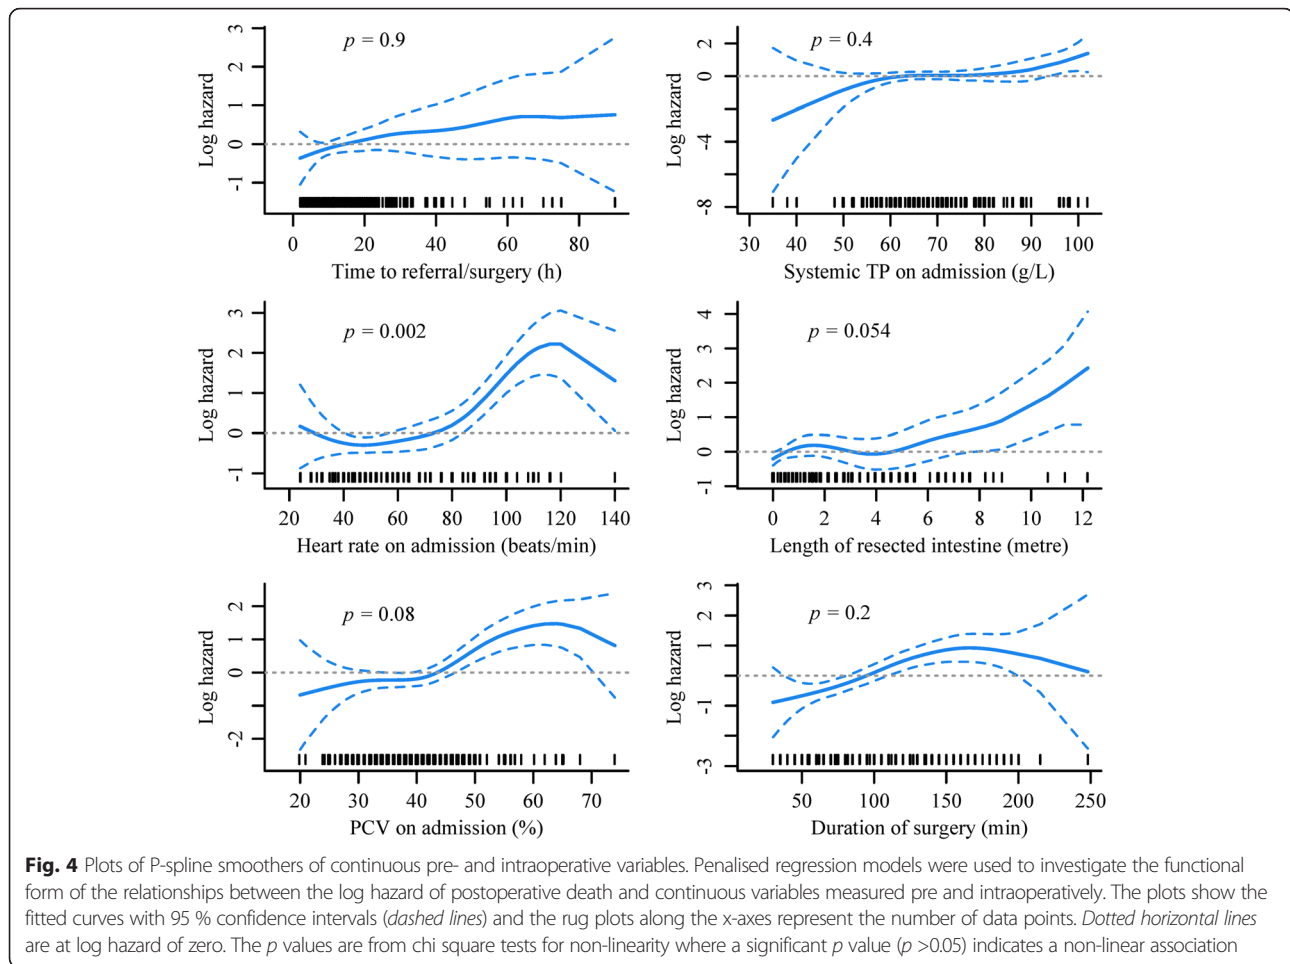 p = 0.9
Log hazard
3
2
1
0
-1
0 20 40 60 80
Time to referral/surgery (h)
p = 0.4
Log hazard
2
0
-4
-8
30 40 50 60 70 80 90 100
Systemic TP on admission (g/L)
p = 0.002
Log hazard
3
2
1
0
-1
20 40 60 80 100 120 140
Heart rate on admission (beats/min)
p = 0.054
Log hazard
4
3
2
1
0
-1
0 2 4 6 8 10 12
Length of resected intestine (metre)
p = 0.08
Log hazard
2
1
0
-2
20 30 40 50 60 70
PCV on admission (%)
p = 0.2
Log hazard
3
2
1
-1
-3
50 100 150 200 250
Duration of surgery (min)
Fig. 4 Plots of P-spline smoothers of continuous pre- and intraoperative variables. Penalised regression models were used to investigate the functional
form of the relationships between the log hazard of postoperative death and continuous variables measured pre and intraoperatively. The plots show the
fitted curves with 95 % confidence intervals (dashed lines) and the rug plots along the x-axes represent the number of data points. Dotted horizontal lines
are at log hazard of zero. The p values are from chi square tests for non-linearity where a significant p value (p >0.05) indicates a non-linear association